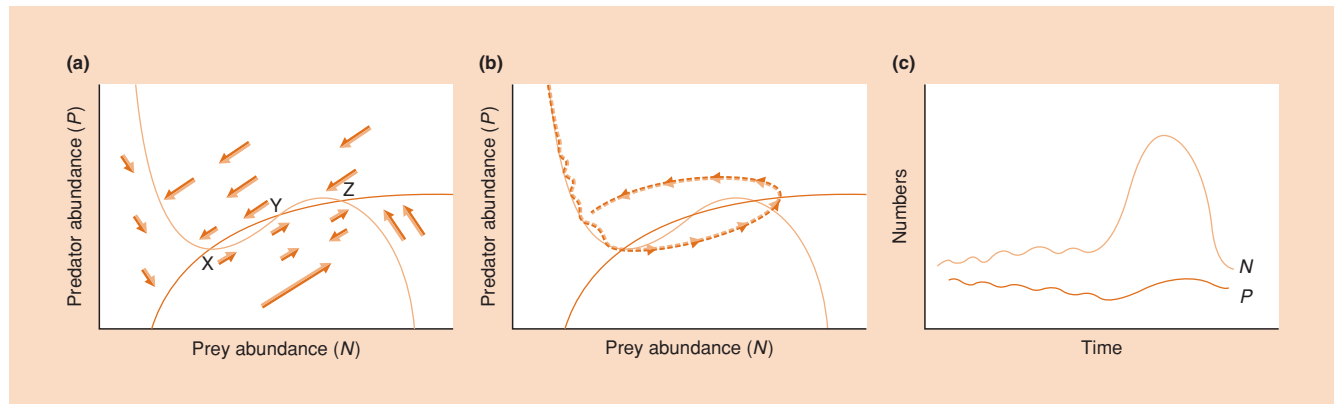 (a)
Predator abundance (P)
X
Y
Z
Prey abundance (N)
(b)
Predator abundance (P)
Prey abundance (N)
(c)
Numbers
N
P
Time